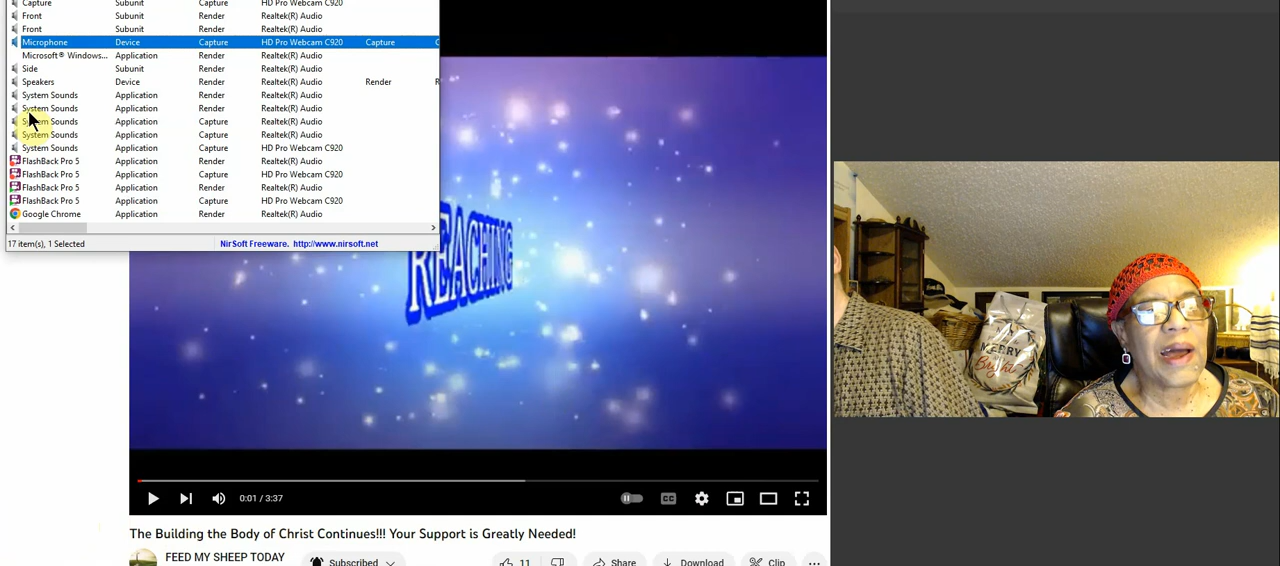 Capture Subunit Capture HD Pro Webcam C920
Front Subunit Render Realtek(R) Audio
Front Subunit Render Realtek(R) Audio
Microphone Device Capture HD Pro Webcam C920 Capture C
Microsoft® Windows... Application Render Realtek(R) Audio
Side Subunit Render Realtek(R) Audio
Speakers Device Render Realtek(R) Audio Render R
System Sounds Application Render Realtek(R) Audio
System Sounds Application Render Realtek(R) Audio
System Sounds Application Capture Realtek(R) Audio
System Sounds Application Capture Realtek(R) Audio
System Sounds Application Capture HD Pro Webcam C920
FlashBack Pro 5 Application Render Realtek(R) Audio
FlashBack Pro 5 Application Capture HD Pro Webcam C920
FlashBack Pro 5 Application Render Realtek(R) Audio
FlashBack Pro 5 Application Capture HD Pro Webcam C920
Google Chrome Application Render Realtek(R) Audio
17 item(s), 1 Selected NirSoft Freeware. http://www.nirsoft.net
REACHING
MERRY
Bright
0:01 / 3:37 CC
The Building the Body of Christ Continues!!! Your Support is Greatly Needed!
FEED MY SHEEP TODAY
Subscribed 11 Share Download Clip ...